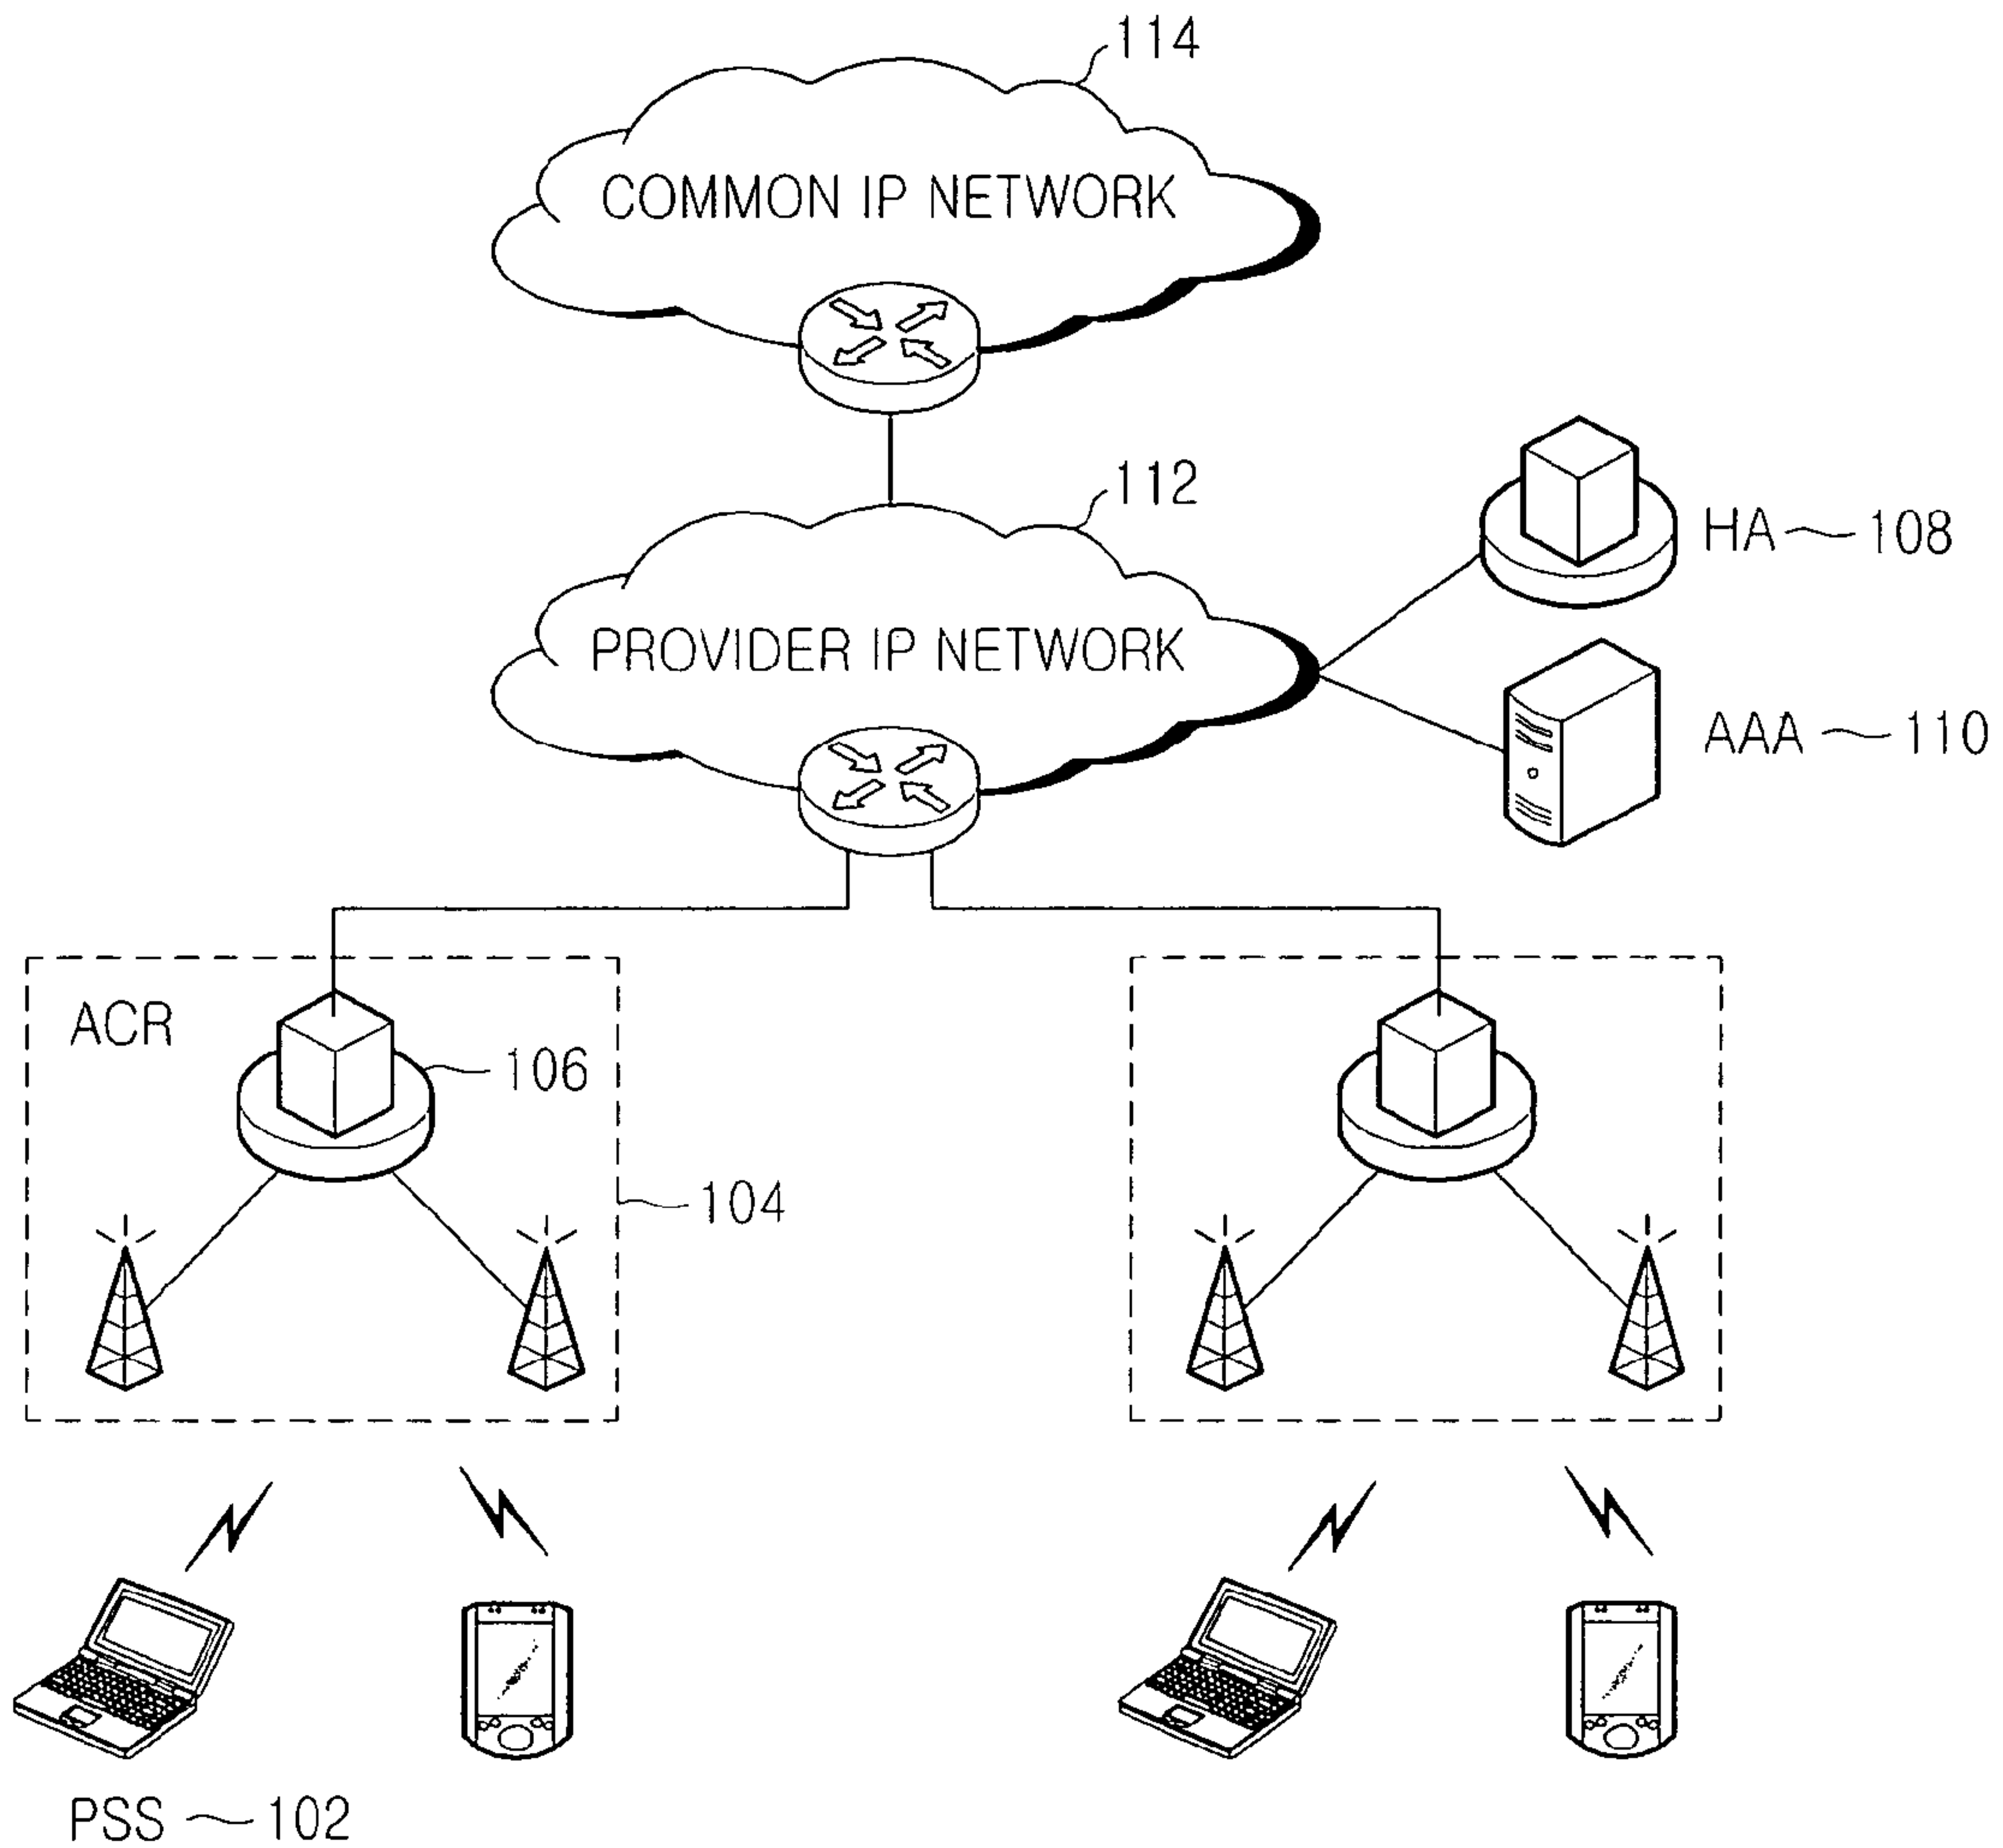 114
COMMON IP NETWORK
112
HA 108
PROVIDER IP NETWORK
AAA 110
ACR
106
104
PSS 102